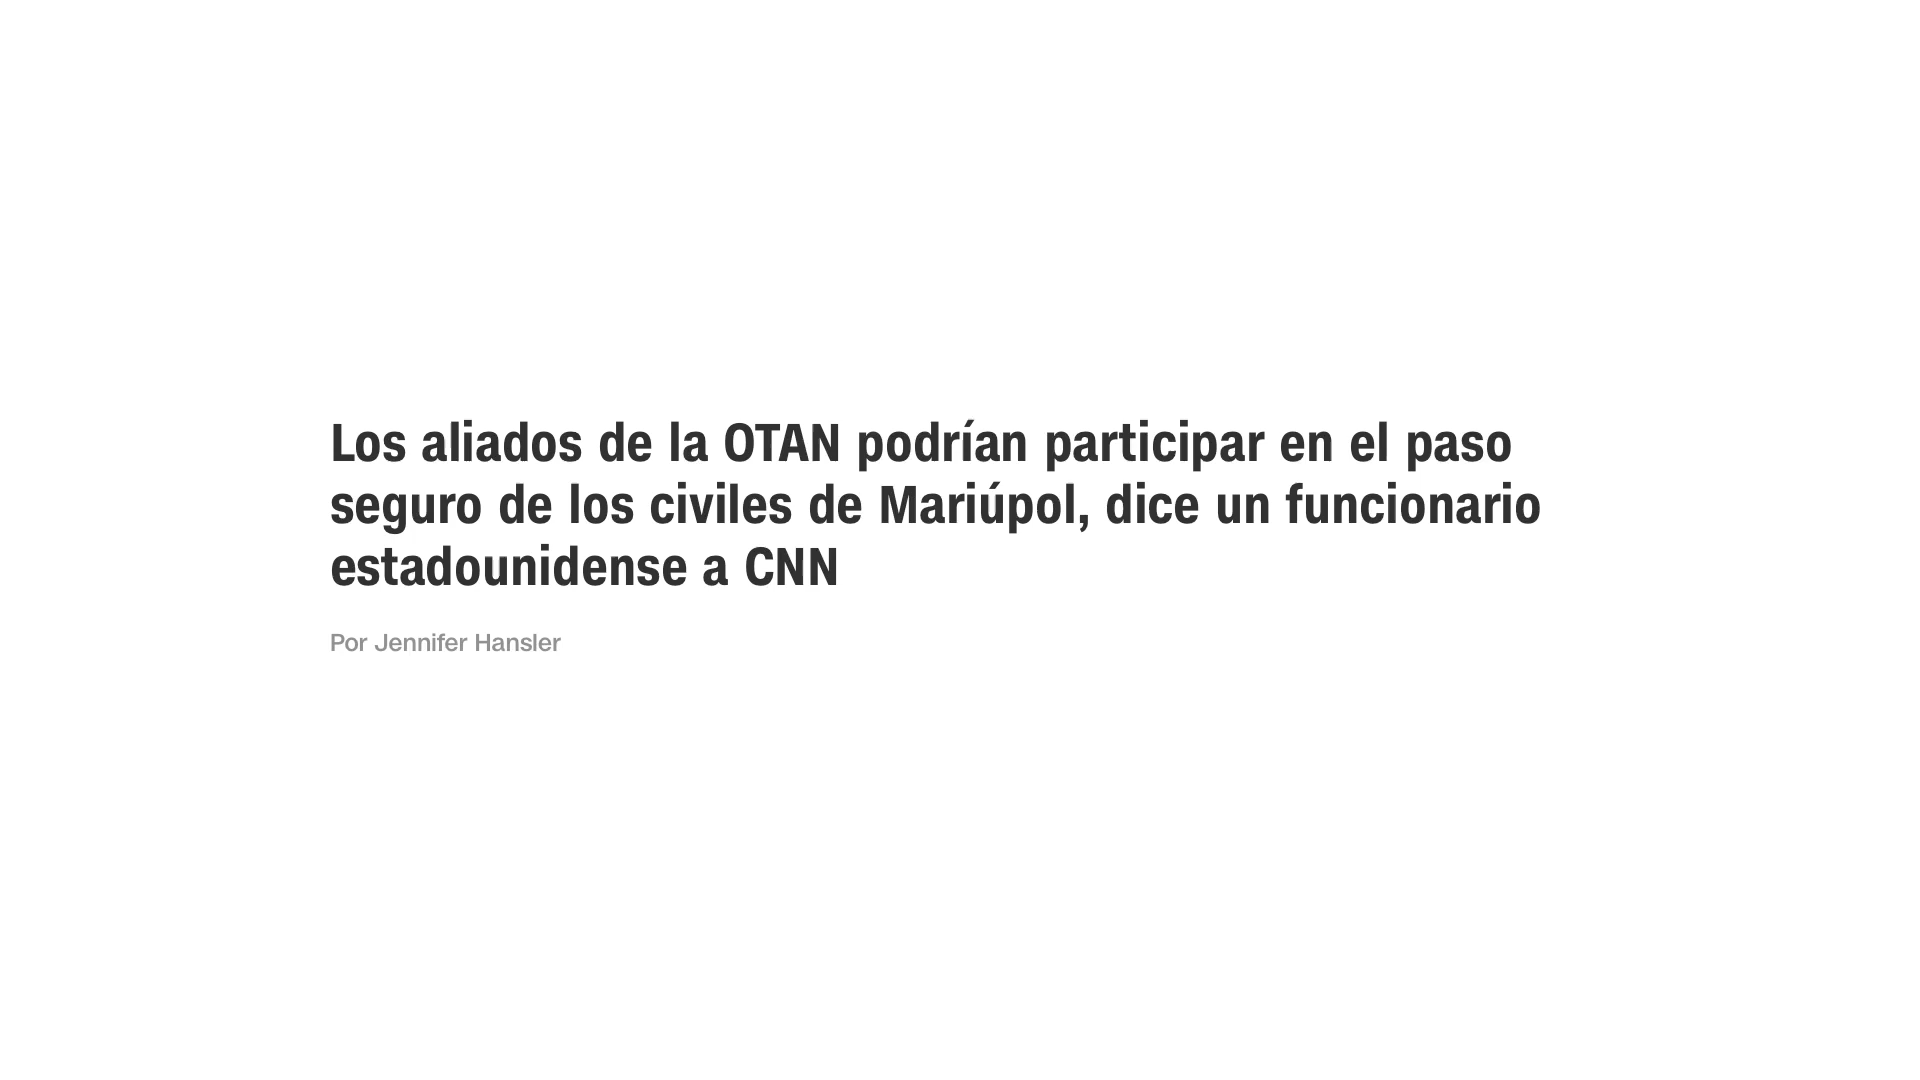 Los aliados de la OTAN podrían participar en el paso
seguro de los civiles de Mariúpol, dice un funcionario
estadounidense a CNN
Por Jennifer Hansler